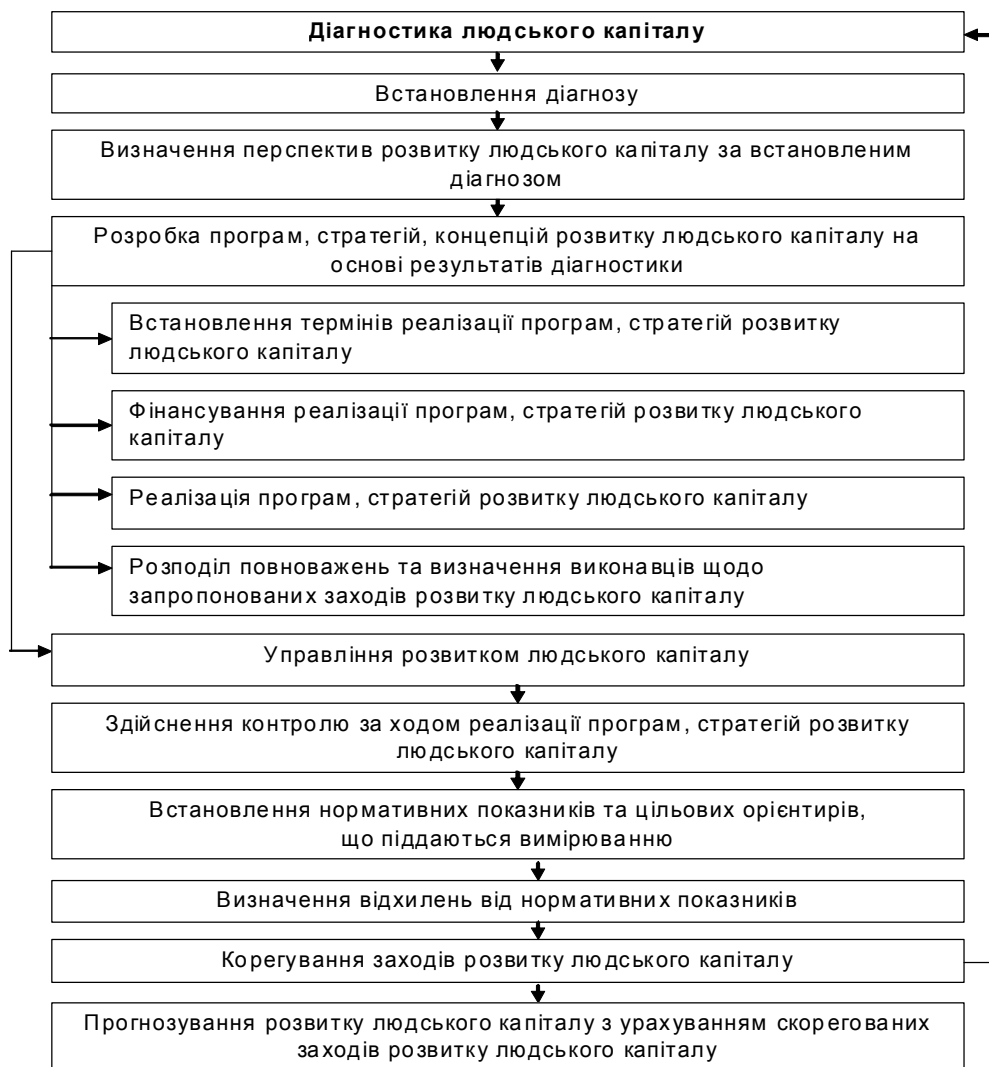 Діагностика людського капіталу
Встановлення діагнозу
Визначення перспектив розвитку людського капіталу за встановленим
діагнозом
Розробка програм, стратегій, концепцій розвитку людського капіталу на
основі результатів діагностики
Встановлення термінів реалізації програм, стратегій розвитку
людського капіталу
Фінансування реалізації програм, стратегій розвитку людського
капіталу
Реалізація програм, стратегій розвитку людського капіталу
Розподіл повноважень та визначення виконавців щодо
запропонованих заходів розвитку людського капіталу
Управління розвитком людського капіталу
Здійснення контролю за ходом реалізації програм, стратегій розвитку
людського капіталу
Встановлення нормативних показників та цільових орієнтирів,
що піддаються вимірюванню
Визначення відхилень від нормативних показників
Корегування заходів розвитку людського капіталу
Прогнозування розвитку людського капіталу з урахуванням скорегованих
заходів розвитку людського капіталу